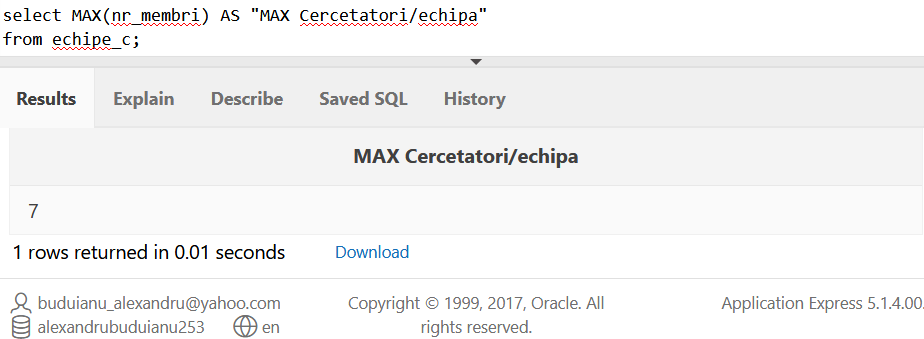 select MAX(nr_membri) AS "MAX Cercetatori/echipa"
from echipe_c;
Results Explain Describe Saved SQL History
MAX Cercetatori/echipa
7
1 rows returned in 0.01 seconds Download
buduianu_alexandru@yahoo.com Copyright © 1999, 2017, Oracle. All Application Express 5.1.4.00.
alexandrubuduianu253 en rights reserved.